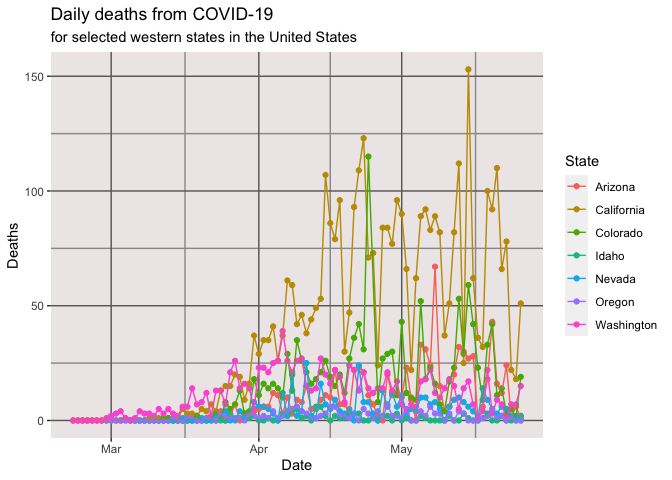 Daily deaths from COVID-19
for selected western states in the United States
150
100
50
0
Deaths
Mar
Apr
May
Date
State
Arizona
California
Colorado
Idaho
Nevada
Oregon
Washington